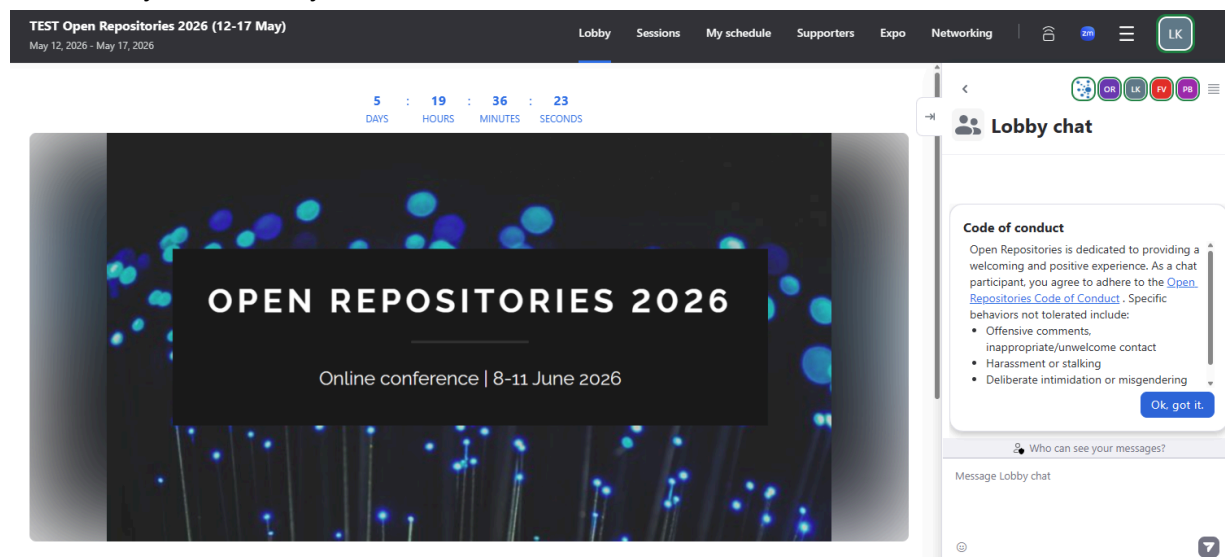 TEST Open Repositories 2026 (12-17 May)
May 12, 2026 - May 17, 2026
Lobby Sessions My schedule Supporters Expo Networking zm LK
5 : 19 : 36 : 23
DAYS HOURS MINUTES SECONDS
OPEN REPOSITORIES 2026
Online conference | 8-11 June 2026
OR LK FV PB
Lobby chat
Code of conduct
Open Repositories is dedicated to providing a
welcoming and positive experience. As a chat
participant, you agree to adhere to the Open
Repositories Code of Conduct . Specific
behaviors not tolerated include:
• Offensive comments,
inappropriate/unwelcome contact
• Harassment or stalking
• Deliberate intimidation or misgendering
Ok, got it.
Who can see your messages?
Message Lobby chat